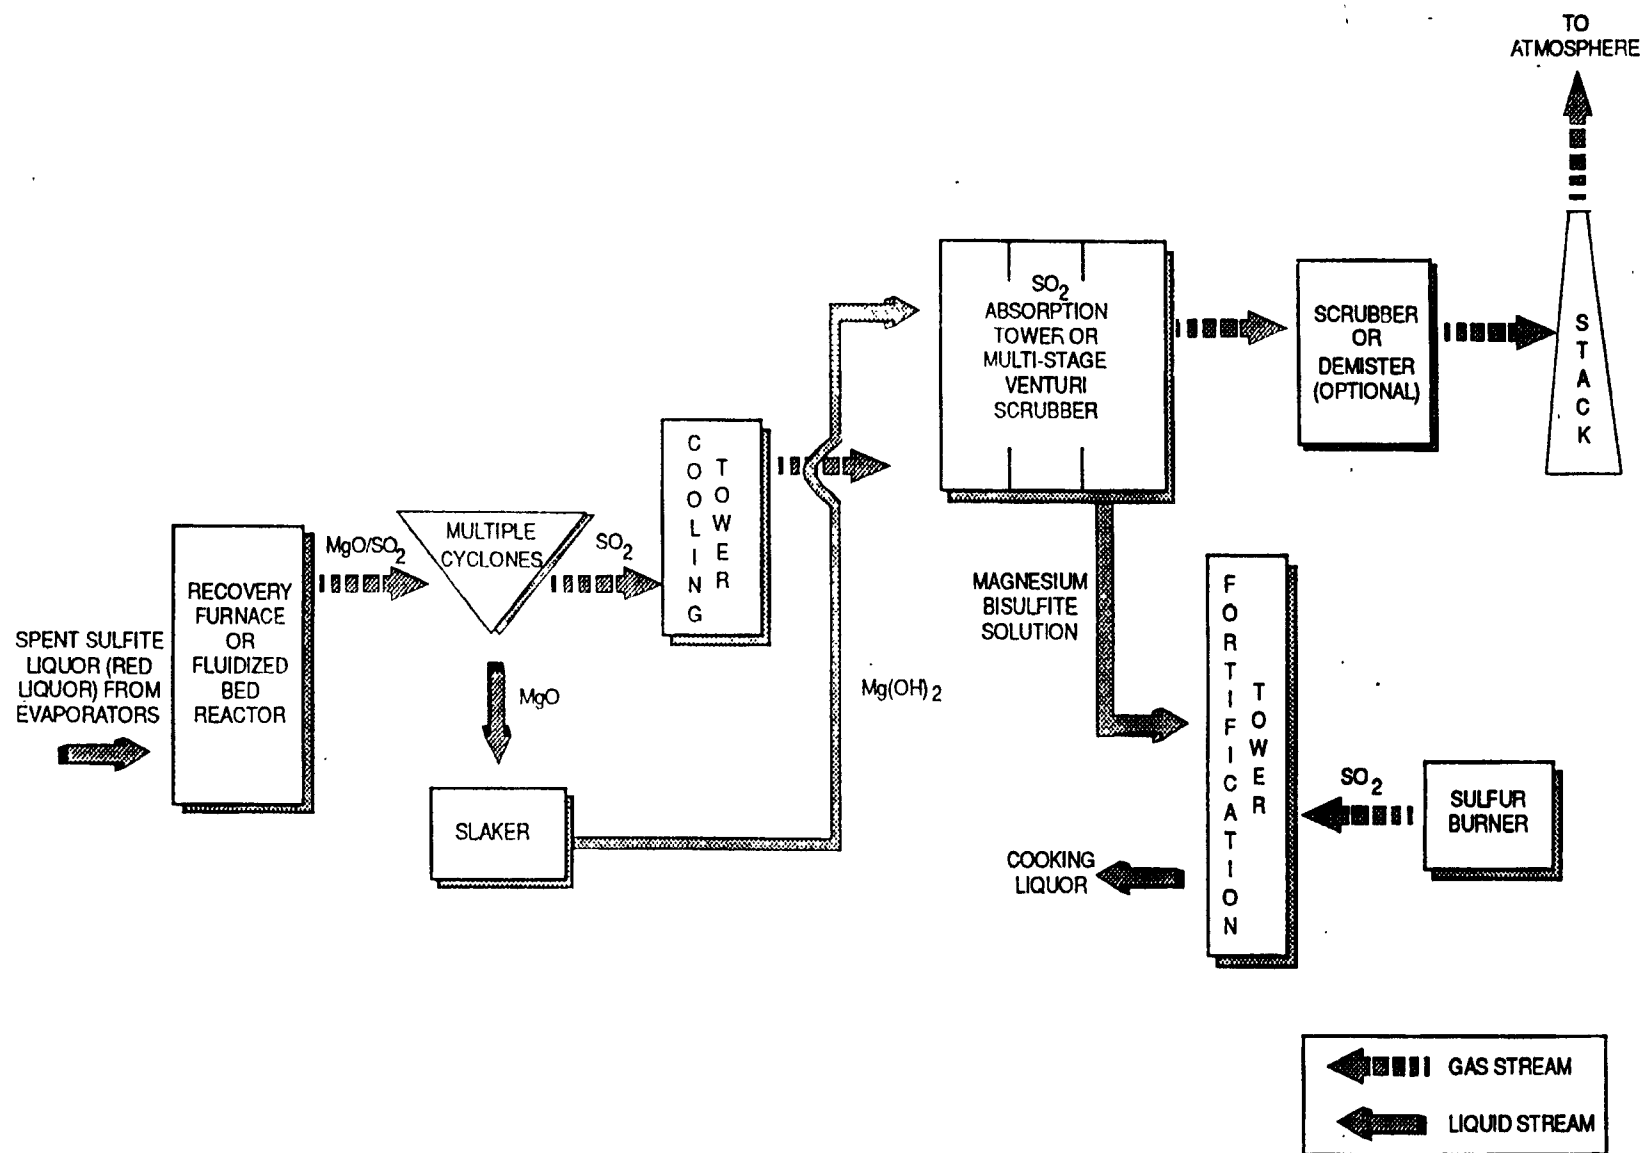 TO
ATMOSPHERE
SO2
ABSORPTION
TOWER OR
MULTI-STAGE
VENTURI
SCRUBBER
SCRUBBER
OR
DEMISTER
(OPTIONAL)
STACK
COOLING
TOWER
MULTIPLE
CYCLONES
MgO/SO2
SO2
RECOVERY
FURNACE
OR
FLUIDIZED
BED
REACTOR
SPENT SULFITE
LIQUOR (RED
LIQUOR) FROM
EVAPORATORS
MgO
Mg(OH)2
SLAKER
MAGNESIUM
BISULFITE
SOLUTION
FORTIFICATION
TOWER
SO2
SULFUR
BURNER
COOKING
LIQUOR
GAS STREAM
LIQUID STREAM